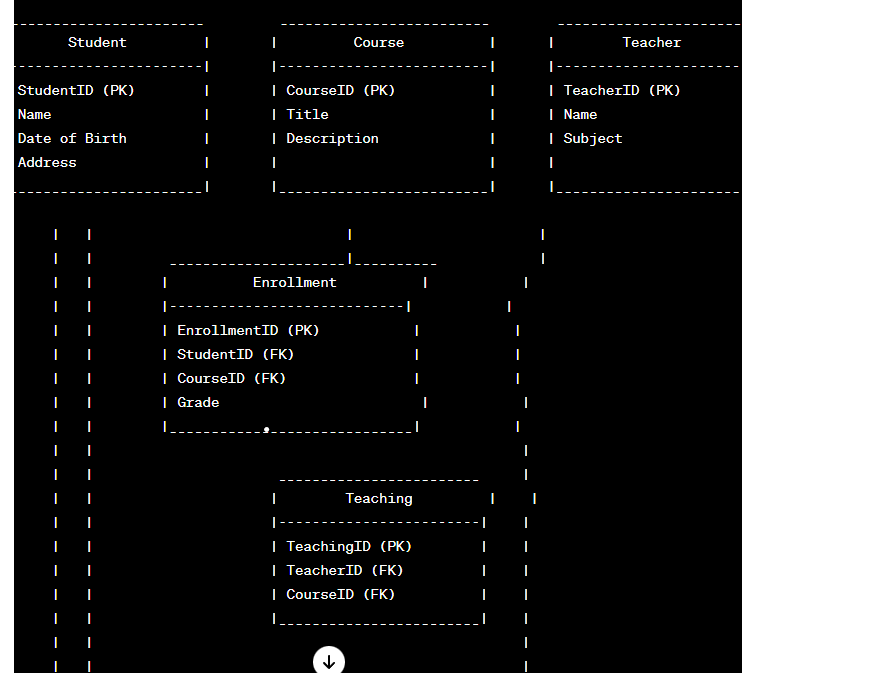 Student
StudentID (PK)
Name
Date of Birth
Address
Course
CourseID (PK)
Title
Description
Teacher
TeacherID (PK)
Name
Subject
Enrollment
EnrollmentID (PK)
StudentID (FK)
CourseID (FK)
Grade
Teaching
TeachingID (PK)
TeacherID (FK)
CourseID (FK)